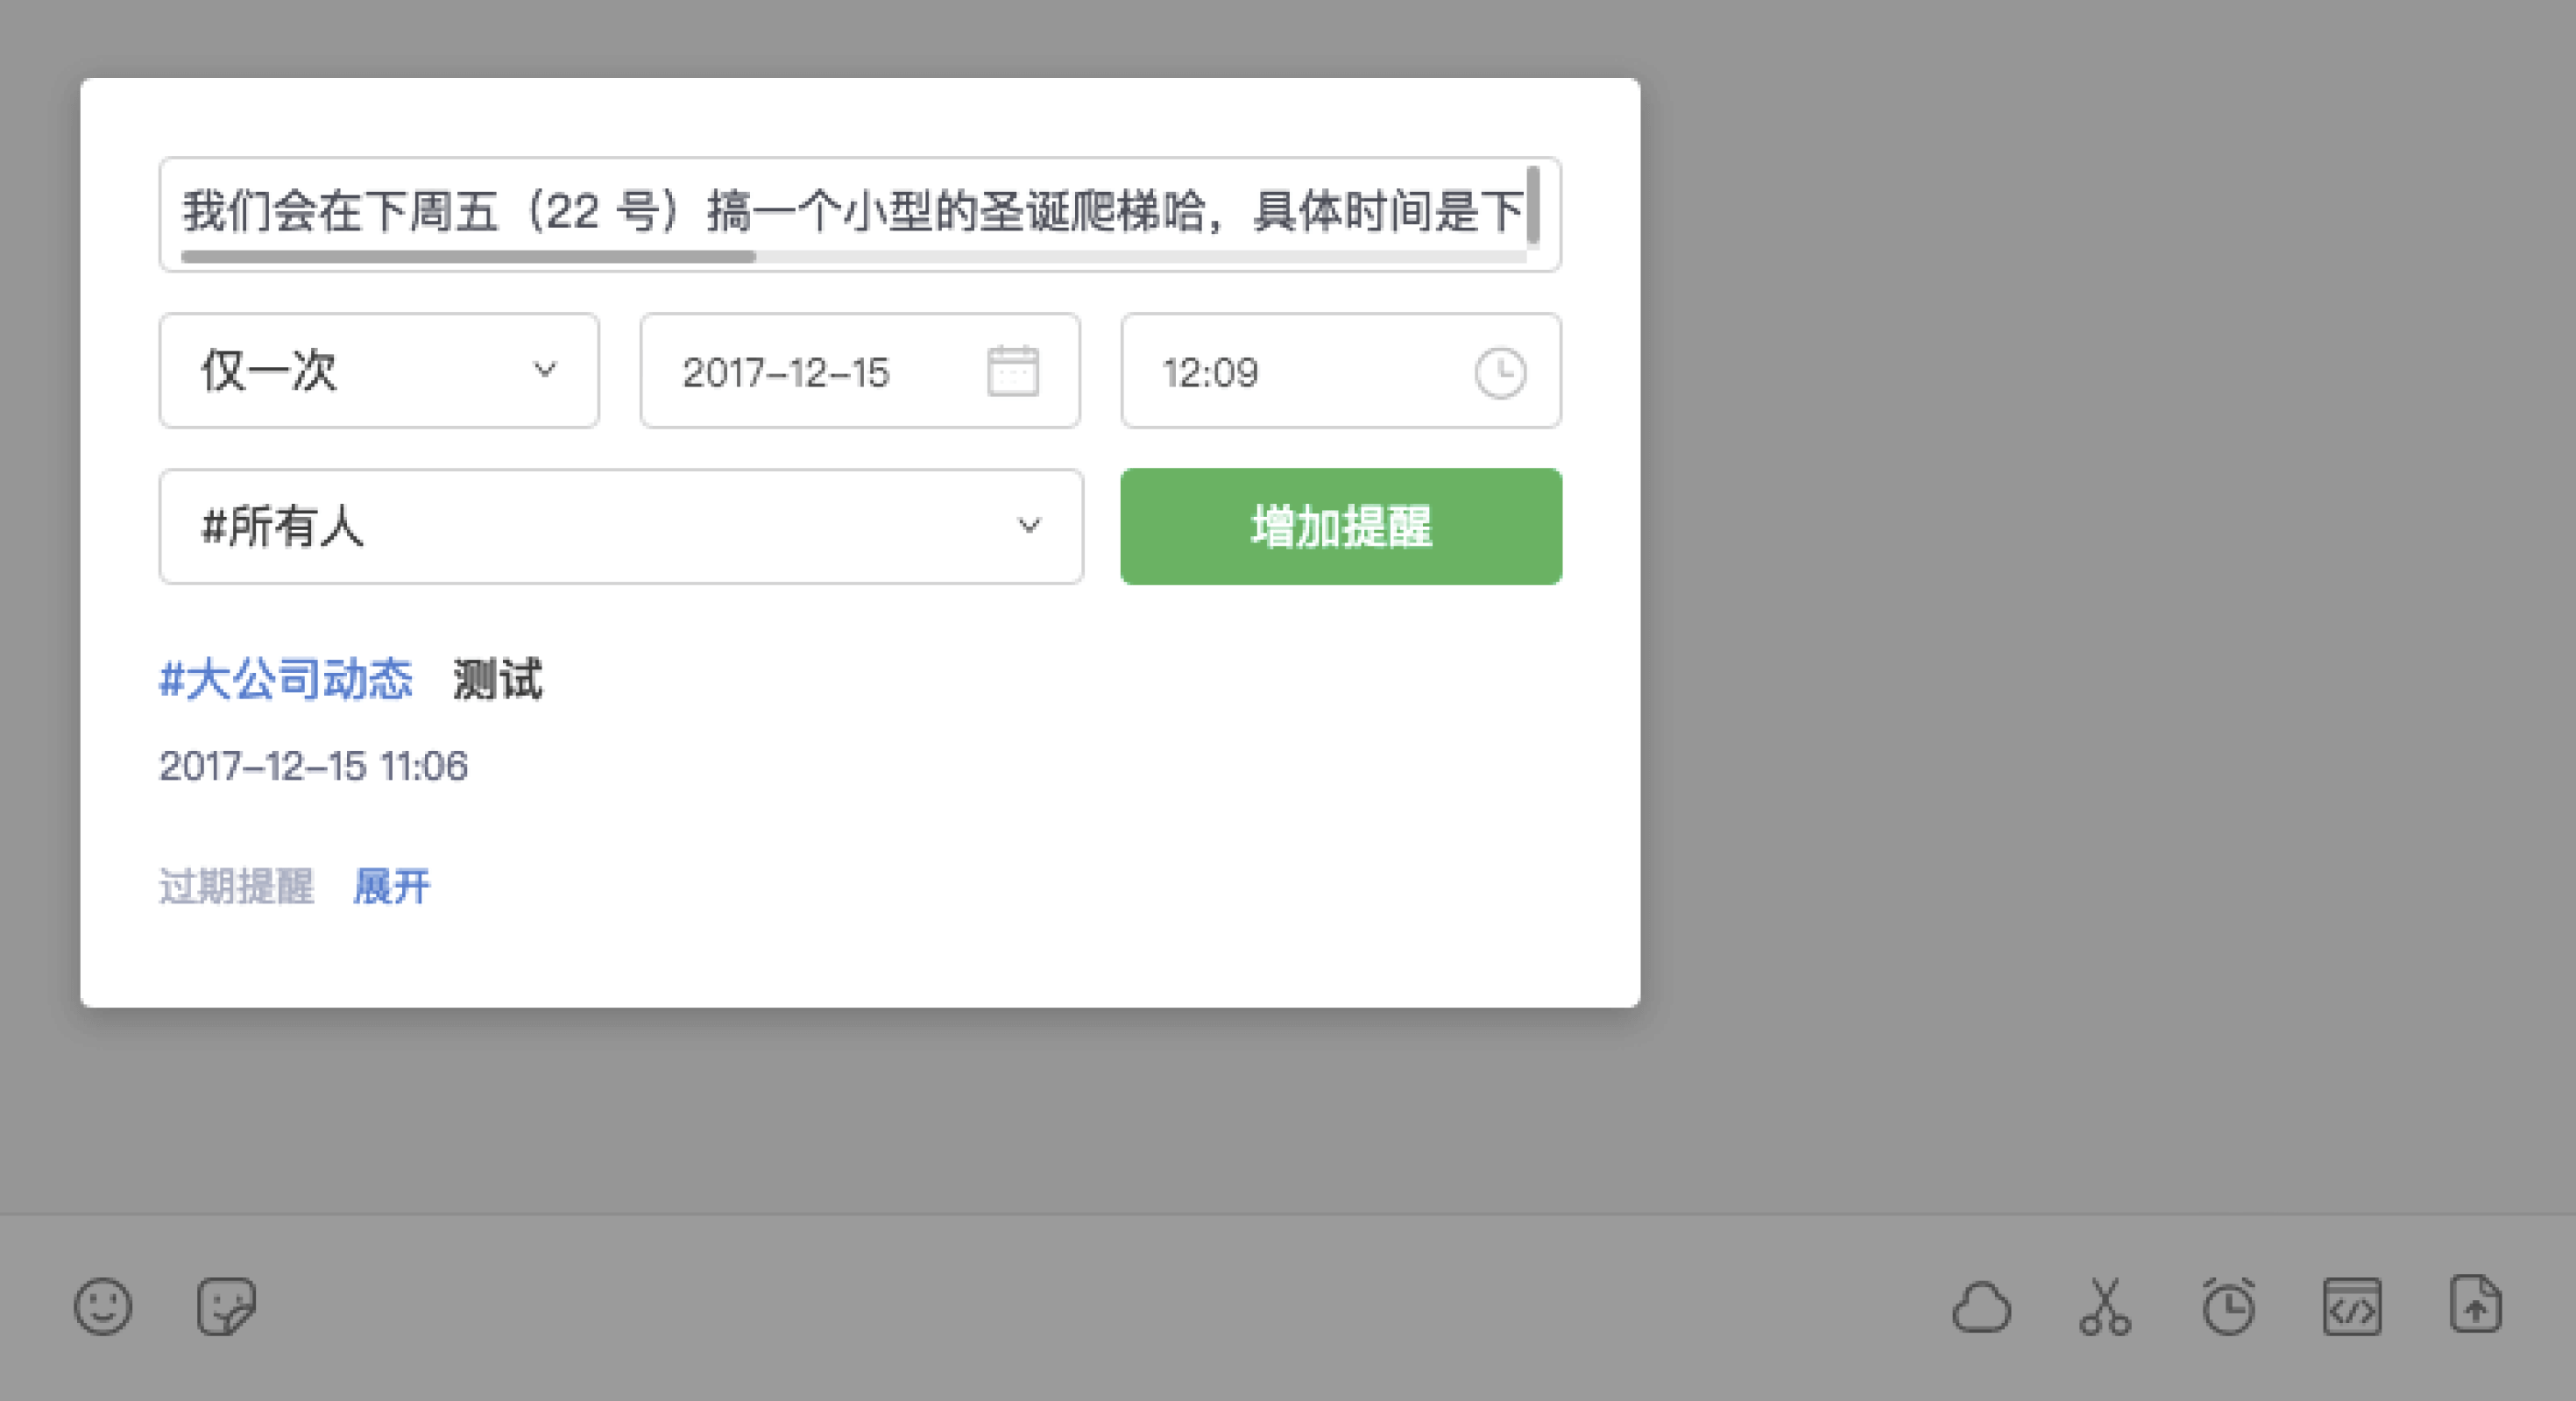 我们会在下周五（22 号）搞一个小型的圣诞爬梯哈，具体时间是下
仅一次
2017-12-15
12:09
#所有人
增加提醒
#大公司动态 测试
2017-12-15 11:06
过期提醒 展开